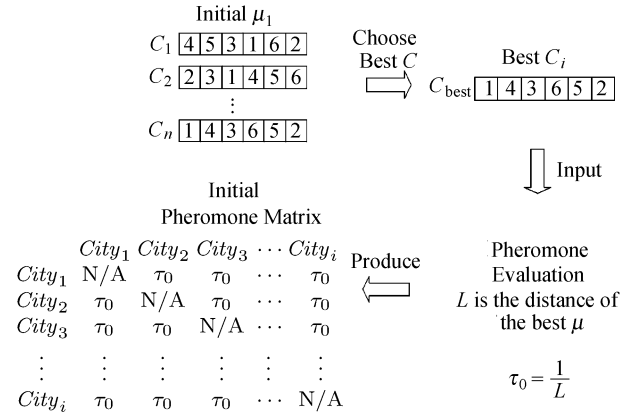 Initial μ₁
C₁ 4 5 3 1 6 2
C₂ 2 3 1 4 5 6
⋮
Cₙ 1 4 3 6 5 2
Choose
Best C
Best Cᵢ
C_best 1 4 3 6 5 2
Input
Pheromone
Evaluation
L is the distance of
the best μ
τ₀ = 1/L
Produce
Initial
Pheromone Matrix
City₁ City₂ City₃ ⋯ Cityᵢ
City₁ N/A τ₀ τ₀ ⋯ τ₀
City₂ τ₀ N/A τ₀ ⋯ τ₀
City₃ τ₀ τ₀ N/A ⋯ τ₀
⋮ ⋮ ⋮ ⋮ ⋮ ⋮
Cityᵢ τ₀ τ₀ τ₀ ⋯ N/A